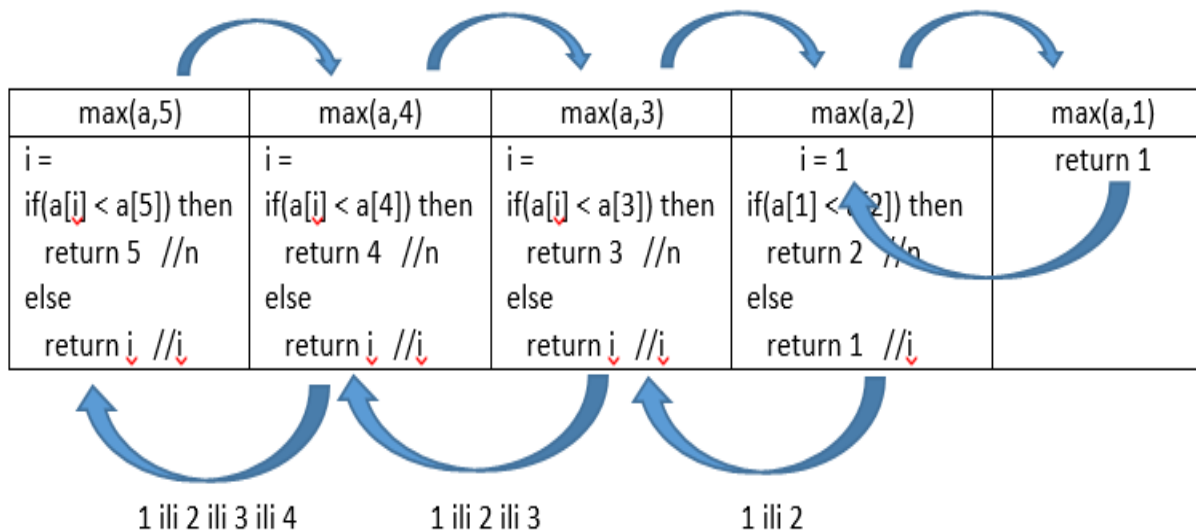 max(a,5)
max(a,4)
max(a,3)
max(a,2)
max(a,1)
i =
if(a[i] < a[5]) then
return 5 //n
else
return i //i
i =
if(a[i] < a[4]) then
return 4 //n
else
return i //i
i =
if(a[i] < a[3]) then
return 3 //n
else
return i //i
i = 1
if(a[1] < a[2]) then
return 2 //n
else
return 1 //i
return 1
1 ili 2 ili 3 ili 4
1 ili 2 ili 3
1 ili 2